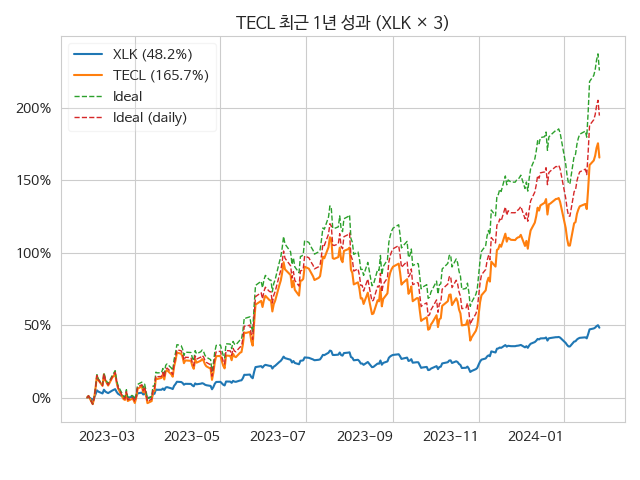 TECL 최근 1년 성과 (XLK × 3)
XLK (48.2%)
TECL (165.7%)
Ideal
Ideal (daily)
200%
150%
100%
50%
0%
2023-03 2023-05 2023-07 2023-09 2023-11 2024-01